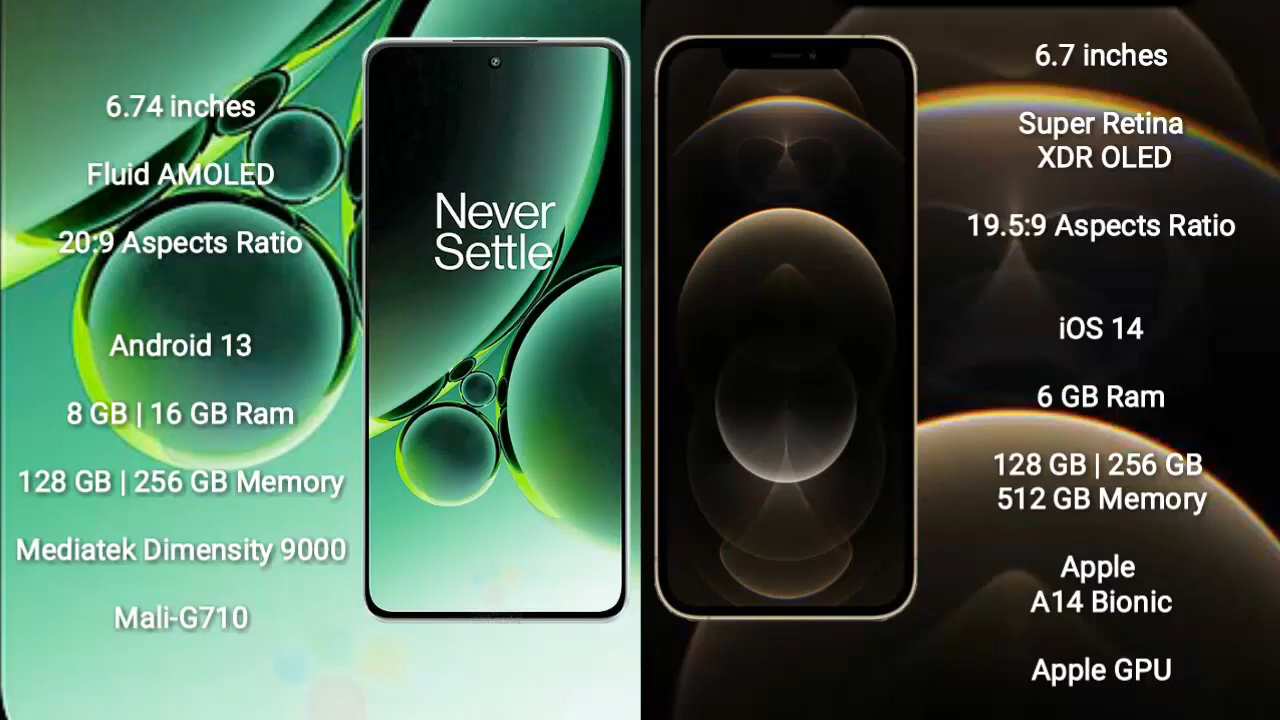 6.74 inches
Fluid AMOLED
20:9 Aspects Ratio
Android 13
8 GB | 16 GB Ram
128 GB | 256 GB Memory
Mediatek Dimensity 9000
Mali-G710
Never
Settle
6.7 inches
Super Retina
XDR OLED
19.5:9 Aspects Ratio
iOS 14
6 GB Ram
128 GB | 256 GB
512 GB Memory
Apple
A14 Bionic
Apple GPU